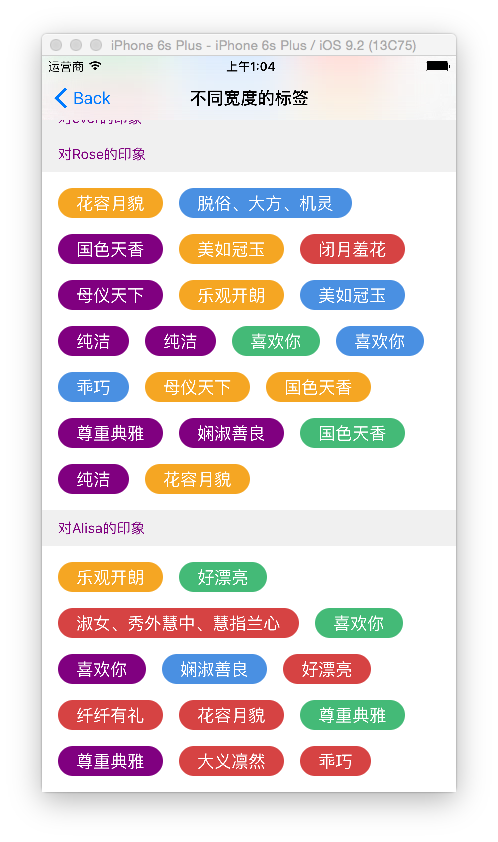 iPhone 6s Plus - iPhone 6s Plus / iOS 9.2 (13C75)
运营商 上午1:04
Back 不同宽度的标签
对ever的印象
对Rose的印象
花容月貌 脱俗、大方、机灵
国色天香 美如冠玉 闭月羞花
母仪天下 乐观开朗 美如冠玉
纯洁 纯洁 喜欢你 喜欢你
乖巧 母仪天下 国色天香
尊重典雅 娴淑善良 国色天香
纯洁 花容月貌
对Alisa的印象
乐观开朗 好漂亮
淑女、秀外慧中、慧指兰心 喜欢你
喜欢你 娴淑善良 好漂亮
纤纤有礼 花容月貌 尊重典雅
尊重典雅 大义凛然 乖巧